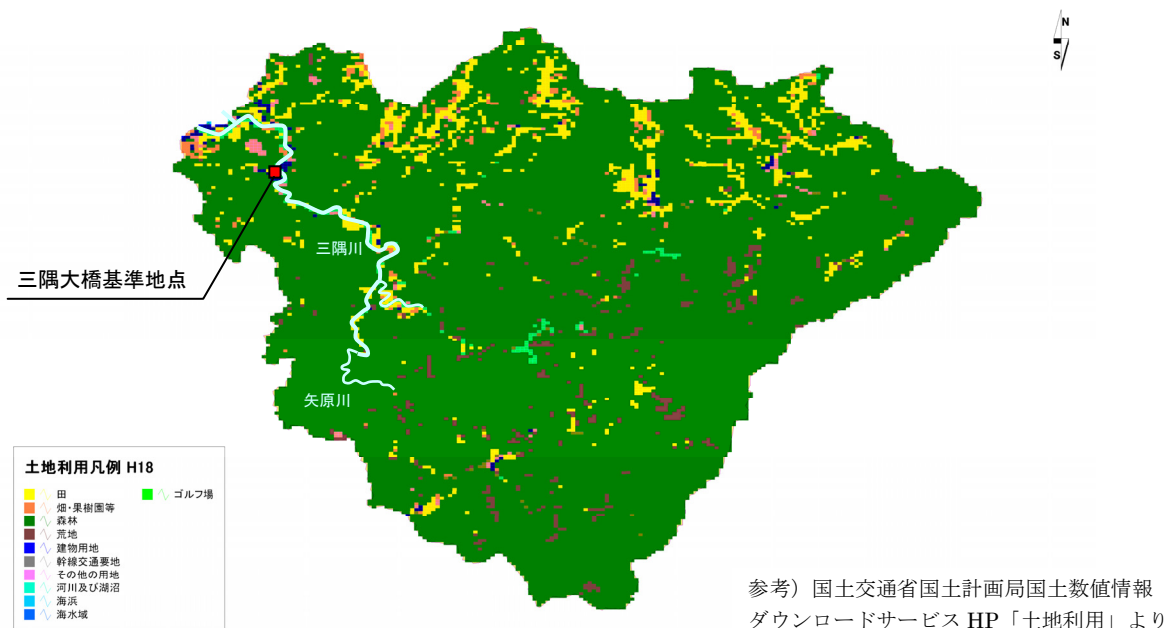 N
S
三隅川
三隅大橋基準地点
矢原川
土地利用凡例 H18
田
ゴルフ場
畑・果樹園等
森林
荒地
建物用地
幹線交通要地
その他の用地
河川及び湖沼
海浜
海水域
参考）国土交通省国土計画局国土数値情報
ダウンロードサービス HP「土地利用」より